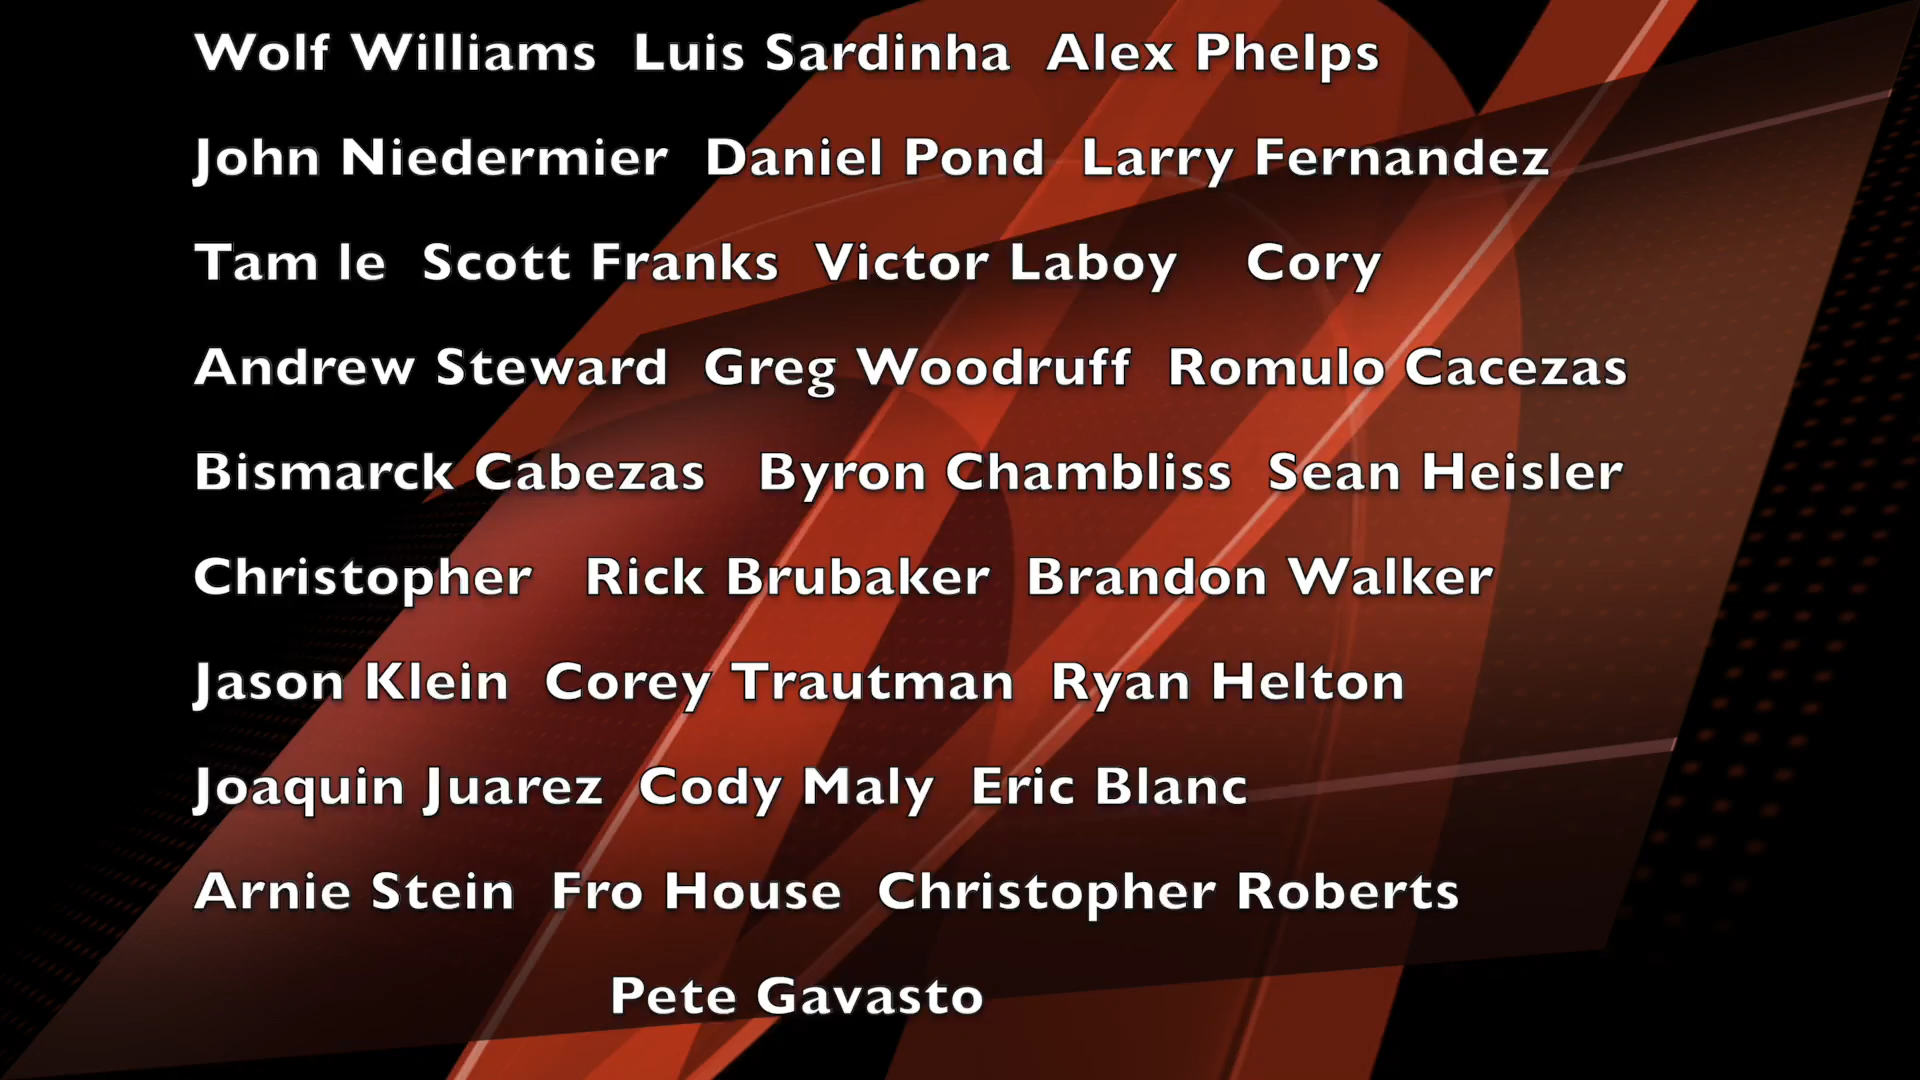 Wolf Williams Luis Sardinha Alex Phelps
John Niedermier Daniel Pond Larry Fernandez
Tam le Scott Franks Victor Laboy Cory
Andrew Steward Greg Woodruff Romulo Cacezas
Bismarck Cabezas Byron Chambliss Sean Heisler
Christopher Rick Brubaker Brandon Walker
Jason Klein Corey Trautman Ryan Helton
Joaquin Juarez Cody Maly Eric Blanc
Arnie Stein Fro House Christopher Roberts
Pete Gavasto